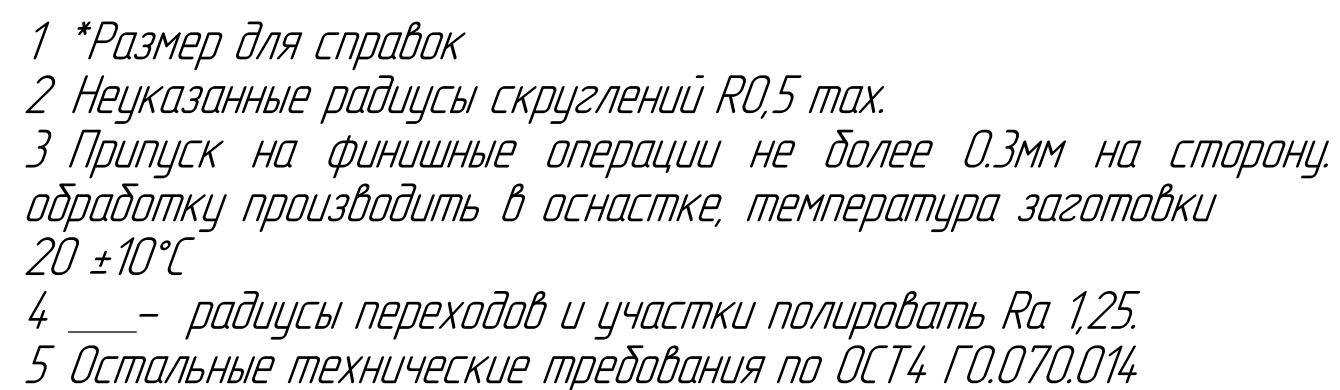 1 *Размер для справок
2 Неуказанные радиусы скруглений R0,5 max.
3 Припуск на финишные операции не более 0.3мм на сторону.
обработку производить в оснастке, температура заготовки
20 ±10°С
4 ____– радиусы переходов и участки полировать Ra 1,25.
5 Остальные технические требования по ОСТ4 ГО.070.014